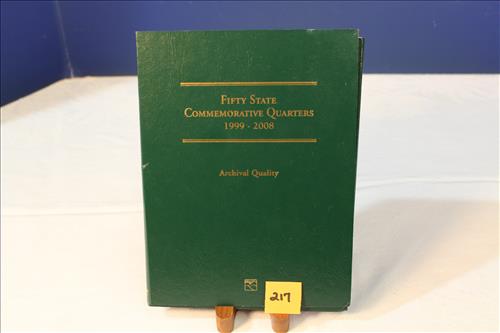 FIFTY STATE
COMMEMORATIVE QUARTERS
1999 - 2008
Archival Quality
217